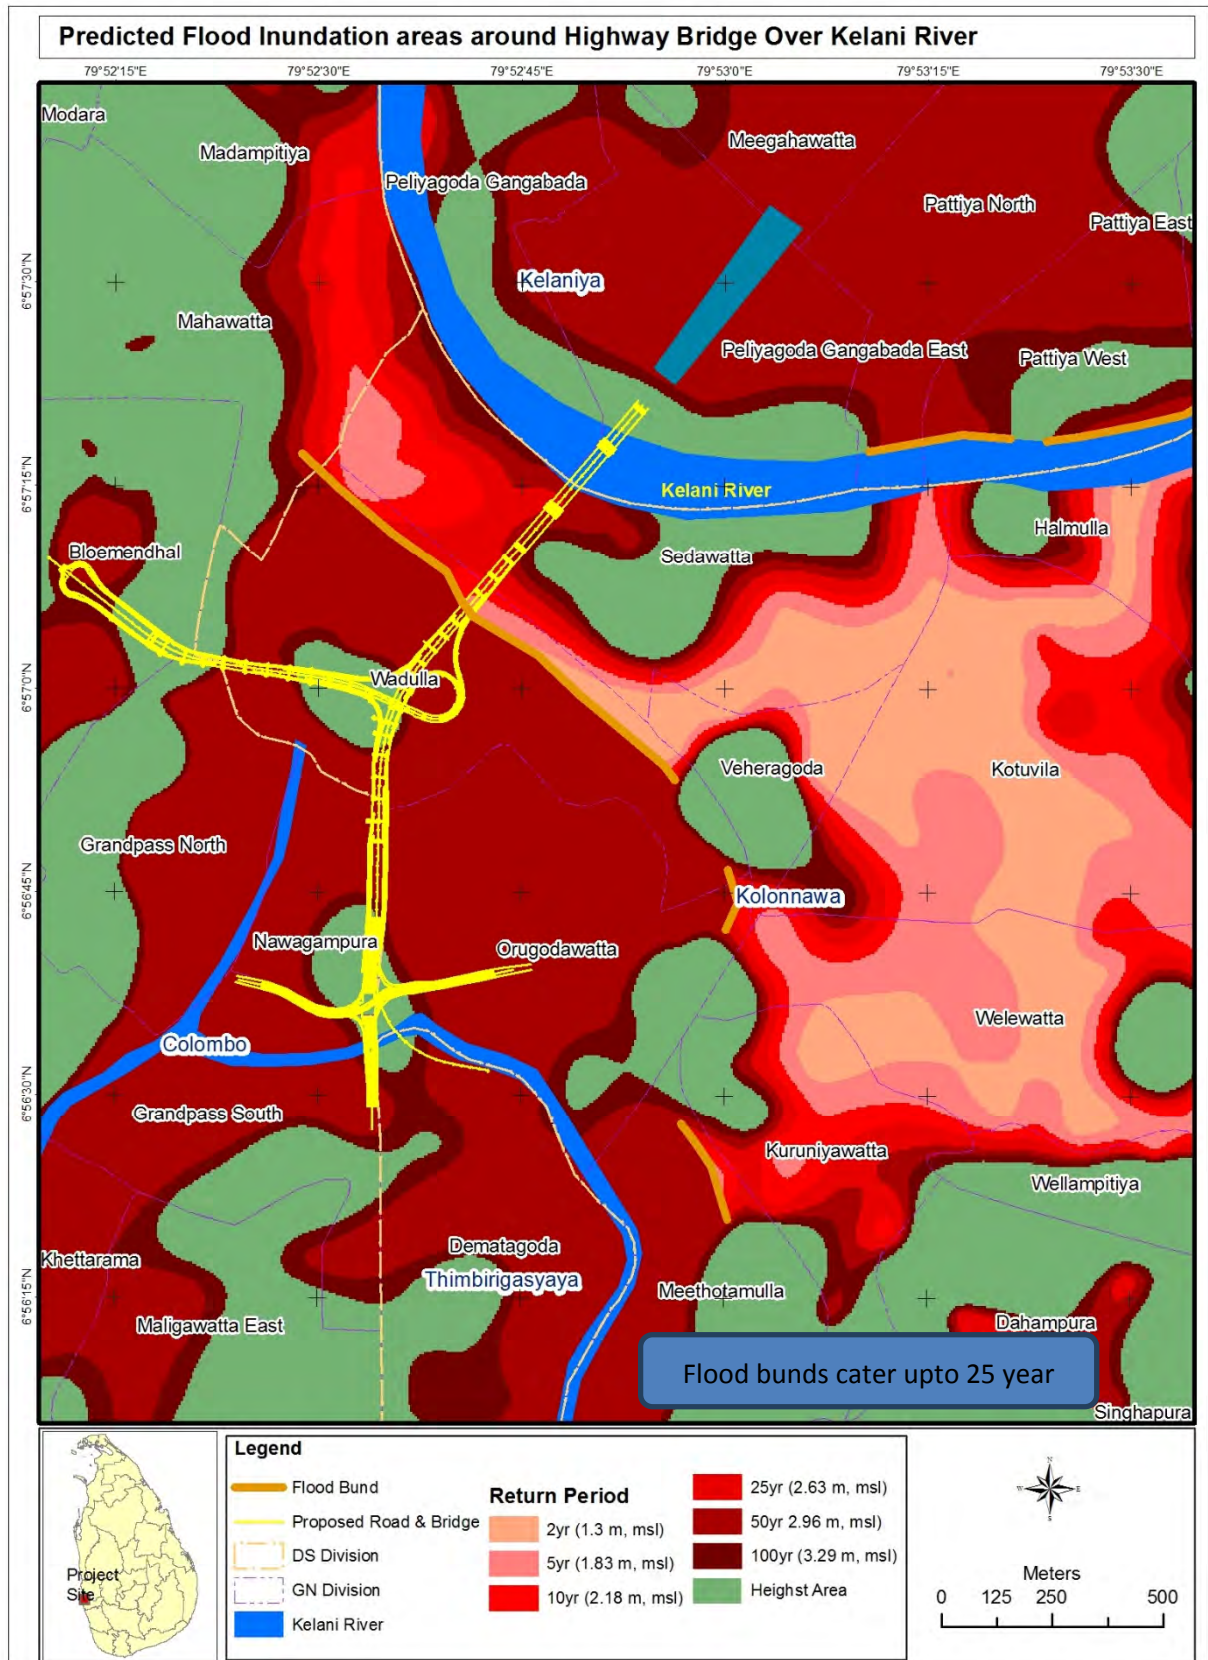 Predicted Flood Inundation areas around Highway Bridge Over Kelani River
79°52'15"E
79°52'30"E
79°52'45"E
79°53'0"E
79°53'15"E
79°53'30"E
Modara
Madampitiya
Meegahawatta
Peliyagoda Gangabada
Pattiya North
Pattiya East
6°57'30"N
Kelaniya
Mahawatta
Peliyagoda Gangabada East
Pattiya West
6°57'15"N
Kelani River
Halmulla
Bloemendhal
Sedawatta
6°57'0"N
Wadulla
Veheragoda
Kotuvila
Grandpass North
6°56'45"N
Kolonnawa
Nawagampura
Orugodawatta
Welewatta
Colombo
6°56'30"N
Grandpass South
Kuruniyawatta
Wellampitiya
Khettarama
Dematagoda
Thimbirigasyaya
6°56'15"N
Meethotamulla
Maligawatta East
Dahampura
Flood bunds cater upto 25 year
Singhapura
Project
Site
Legend
Flood Bund
Proposed Road & Bridge
DS Division
GN Division
Kelani River
Return Period
2yr (1.3 m, msl)
5yr (1.83 m, msl)
10yr (2.18 m, msl)
25yr (2.63 m, msl)
50yr 2.96 m, msl)
100yr (3.29 m, msl)
Heighst Area
N
W
E
S
Meters
0 125 250 500